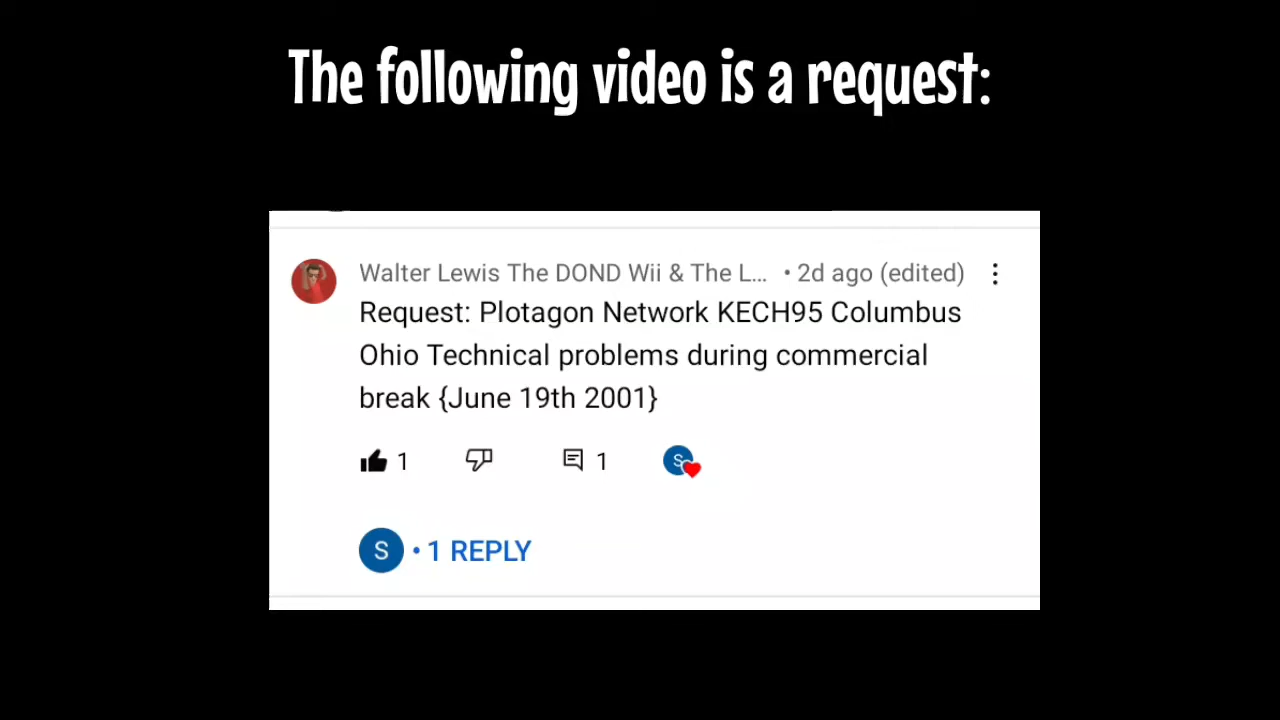 The following video is a request:
Walter Lewis The DOND Wii & The L... • 2d ago (edited)
Request: Plotagon Network KECH95 Columbus
Ohio Technical problems during commercial
break {June 19th 2001}
1 1 S
S • 1 REPLY